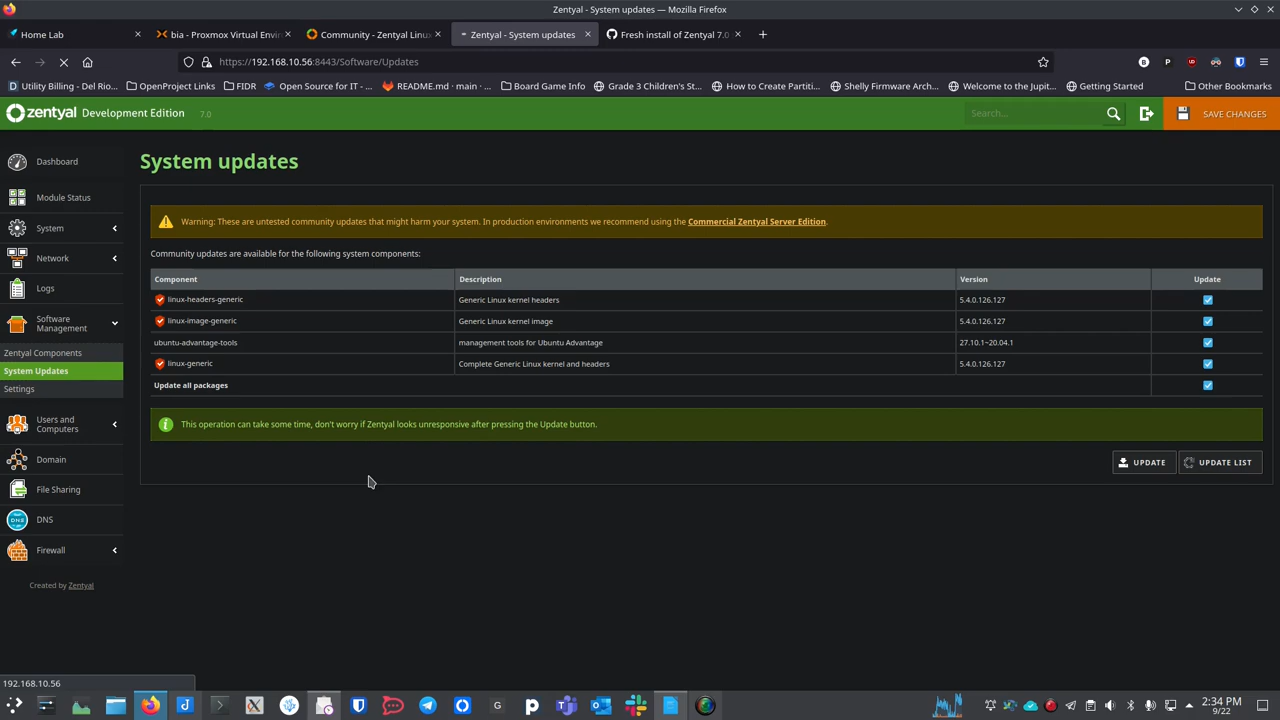 Zentyal - System updates — Mozilla Firefox
Home Lab
bia - Proxmox Virtual Envi
Community - Zentyal Linux
Zentyal - System updates
Fresh install of Zentyal 7.0
https://192.168.10.56:8443/Software/Updates
Utility Billing - Del Rio...
OpenProject Links
FIDR
Open Source for IT - ...
README.md · main · ...
Board Game Info
Grade 3 Children's St...
How to Create Partiti...
Shelly Firmware Arch...
Welcome to the Jupit...
Getting Started
Other Bookmarks
zentyal Development Edition 7.0
Search...
SAVE CHANGES
Dashboard
Module Status
System
Network
Logs
Software
Management
Zentyal Components
System Updates
Settings
Users and
Computers
Domain
File Sharing
DNS
DNS
Firewall
Created by Zentyal
System updates
Warning: These are untested community updates that might harm your system. In production environments we recommend using the Commercial Zentyal Server Edition.
Community updates are available for the following system components:
Component Description Version Update
linux-headers-generic Generic Linux kernel headers 5.4.0.126.127
linux-image-generic Generic Linux kernel image 5.4.0.126.127
ubuntu-advantage-tools management tools for Ubuntu Advantage 27.10.1~20.04.1
linux-generic Complete Generic Linux kernel and headers 5.4.0.126.127
Update all packages
This operation can take some time, don't worry if Zentyal looks unresponsive after pressing the Update button.
UPDATE
UPDATE LIST
192.168.10.56
2:34 PM
9/22